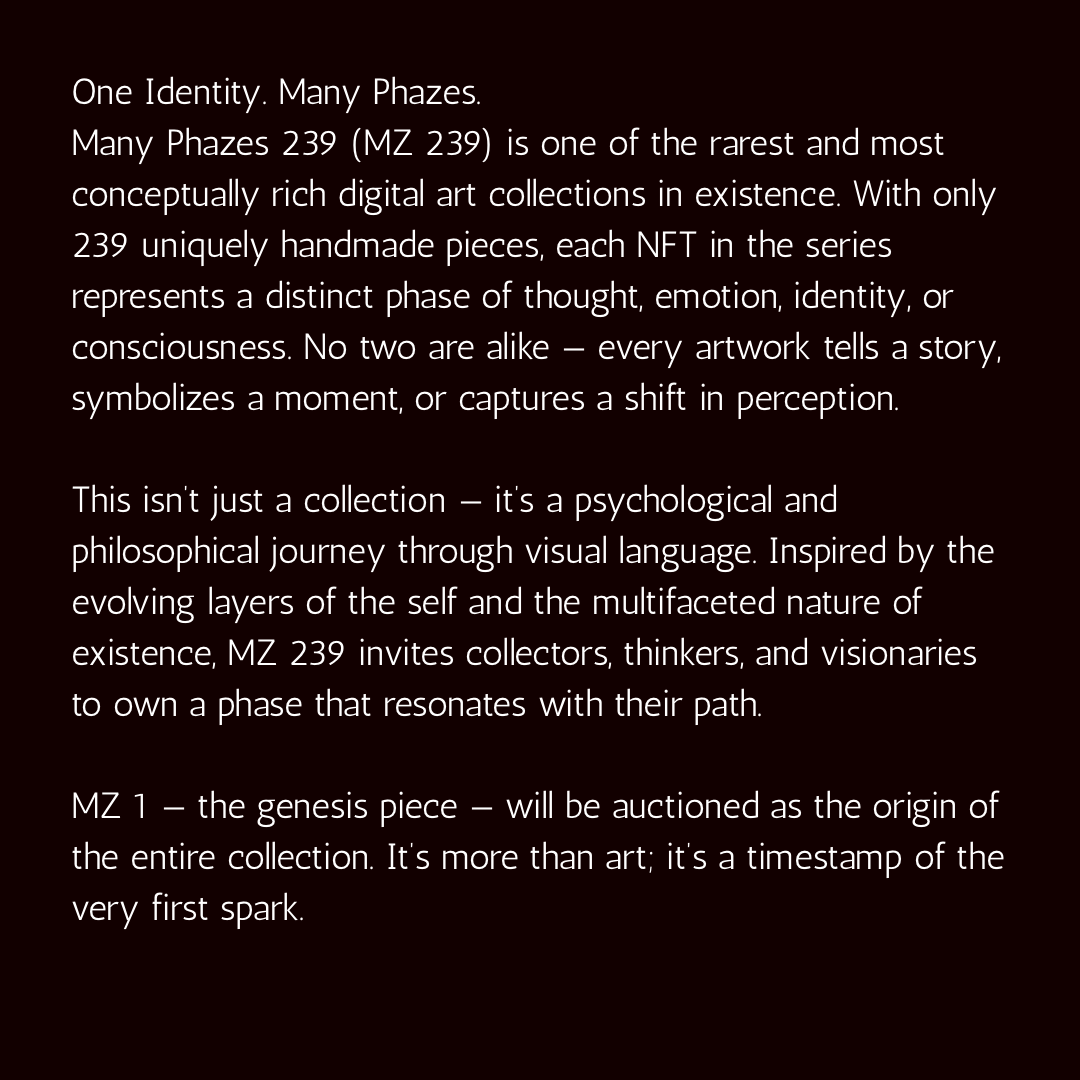 One Identity. Many Phazes.
Many Phazes 239 (MZ 239) is one of the rarest and most
conceptually rich digital art collections in existence. With only
239 uniquely handmade pieces, each NFT in the series
represents a distinct phase of thought, emotion, identity, or
consciousness. No two are alike — every artwork tells a story,
symbolizes a moment, or captures a shift in perception.

This isn't just a collection — it's a psychological and
philosophical journey through visual language. Inspired by the
evolving layers of the self and the multifaceted nature of
existence, MZ 239 invites collectors, thinkers, and visionaries
to own a phase that resonates with their path.

MZ 1 — the genesis piece — will be auctioned as the origin of
the entire collection. It's more than art; it's a timestamp of the
very first spark.